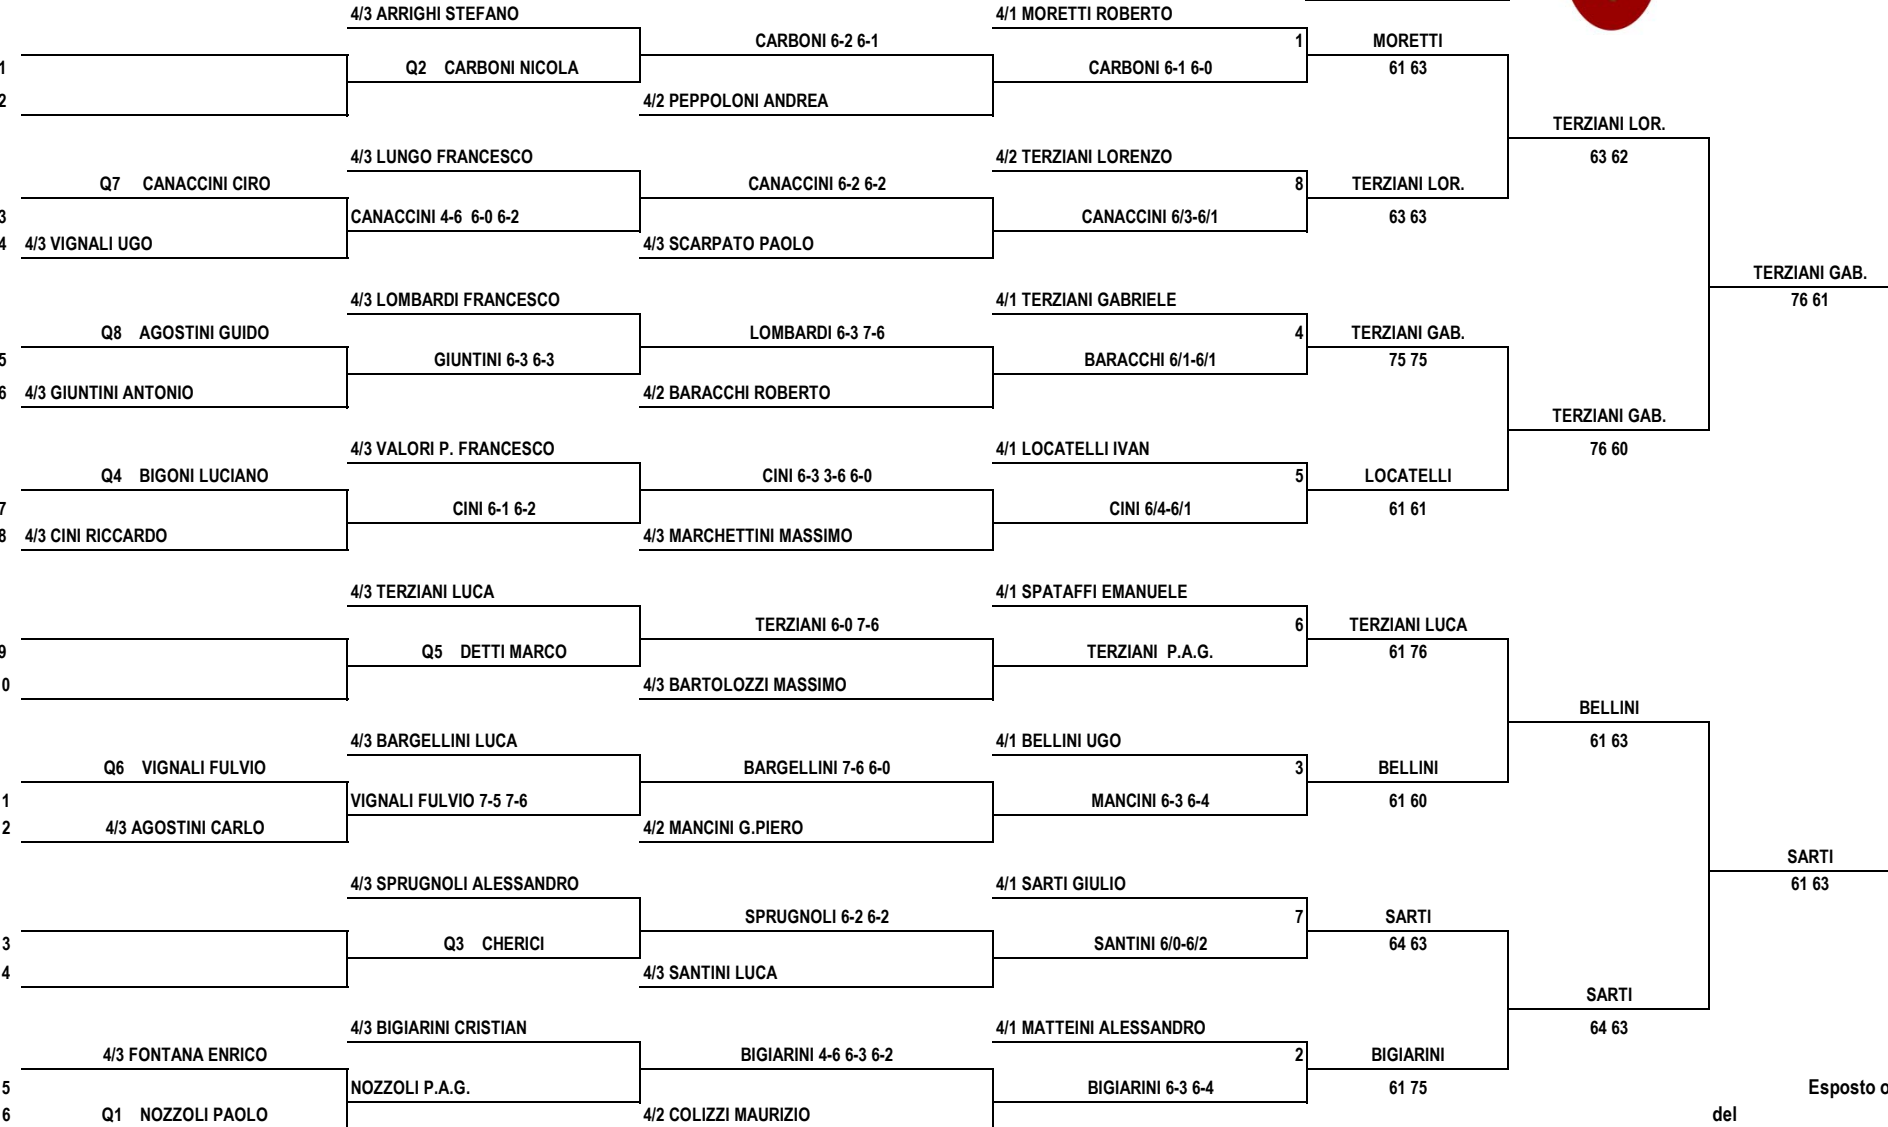 4/3 ARRIGHI STEFANO 4/1 MORETTI ROBERTO
CARBONI 6-2 6-1 1 MORETTI
1 Q2 CARBONI NICOLA CARBONI 6-1 6-0 61 63
2 4/2 PEPPOLONI ANDREA
TERZIANI LOR.
4/3 LUNGO FRANCESCO 4/2 TERZIANI LORENZO 63 62
Q7 CANACCINI CIRO CANACCINI 6-2 6-2 8 TERZIANI LOR.
3 CANACCINI 4-6 6-0 6-2 CANACCINI 6/3-6/1 63 63
4 4/3 VIGNALI UGO 4/3 SCARPATO PAOLO
TERZIANI GAB.
4/3 LOMBARDI FRANCESCO 4/1 TERZIANI GABRIELE 76 61
Q8 AGOSTINI GUIDO LOMBARDI 6-3 7-6 4 TERZIANI GAB.
5 GIUNTINI 6-3 6-3 BARACCHI 6/1-6/1 75 75
6 4/3 GIUNTINI ANTONIO 4/2 BARACCHI ROBERTO
TERZIANI GAB.
4/3 VALORI P. FRANCESCO 4/1 LOCATELLI IVAN 76 60
Q4 BIGONI LUCIANO CINI 6-3 3-6 6-0 5 LOCATELLI
7 CINI 6-1 6-2 CINI 6/4-6/1 61 61
8 4/3 CINI RICCARDO 4/3 MARCHETTINI MASSIMO
4/3 TERZIANI LUCA 4/1 SPATAFFI EMANUELE
TERZIANI 6-0 7-6 6 TERZIANI LUCA
9 Q5 DETTI MARCO TERZIANI P.A.G. 61 76
0 4/3 BARTOLOZZI MASSIMO
BELLINI
4/3 BARGELLINI LUCA 4/1 BELLINI UGO 61 63
Q6 VIGNALI FULVIO BARGELLINI 7-6 6-0 3 BELLINI
1 VIGNALI FULVIO 7-5 7-6 MANCINI 6-3 6-4 61 60
2 4/3 AGOSTINI CARLO 4/2 MANCINI G.PIERO
SARTI
4/3 SPRUGNOLI ALESSANDRO 4/1 SARTI GIULIO 61 63
SPRUGNOLI 6-2 6-2 7 SARTI
3 Q3 CHERICI SANTINI 6/0-6/2 64 63
4 4/3 SANTINI LUCA
SARTI
4/3 BIGIARINI CRISTIAN 4/1 MATTEINI ALESSANDRO 64 63
4/3 FONTANA ENRICO BIGIARINI 4-6 6-3 6-2 2 BIGIARINI
5 NOZZOLI P.A.G. BIGIARINI 6-3 6-4 61 75 Esposto o
6 Q1 NOZZOLI PAOLO 4/2 COLIZZI MAURIZIO del